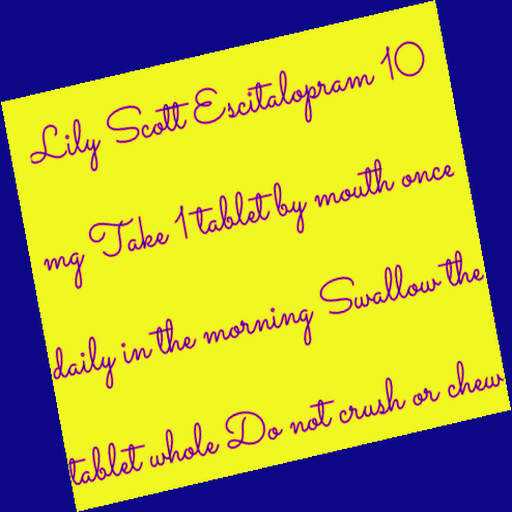 Lily Scott Escitalopram 10
mg Take 1 tablet by mouth once
daily in the morning Swallow the
tablet whole Do not crush or chew